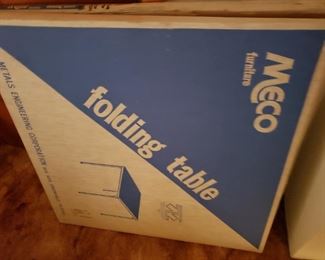 MECO
furniture
folding table
METALS ENGINEERING CORPORATION